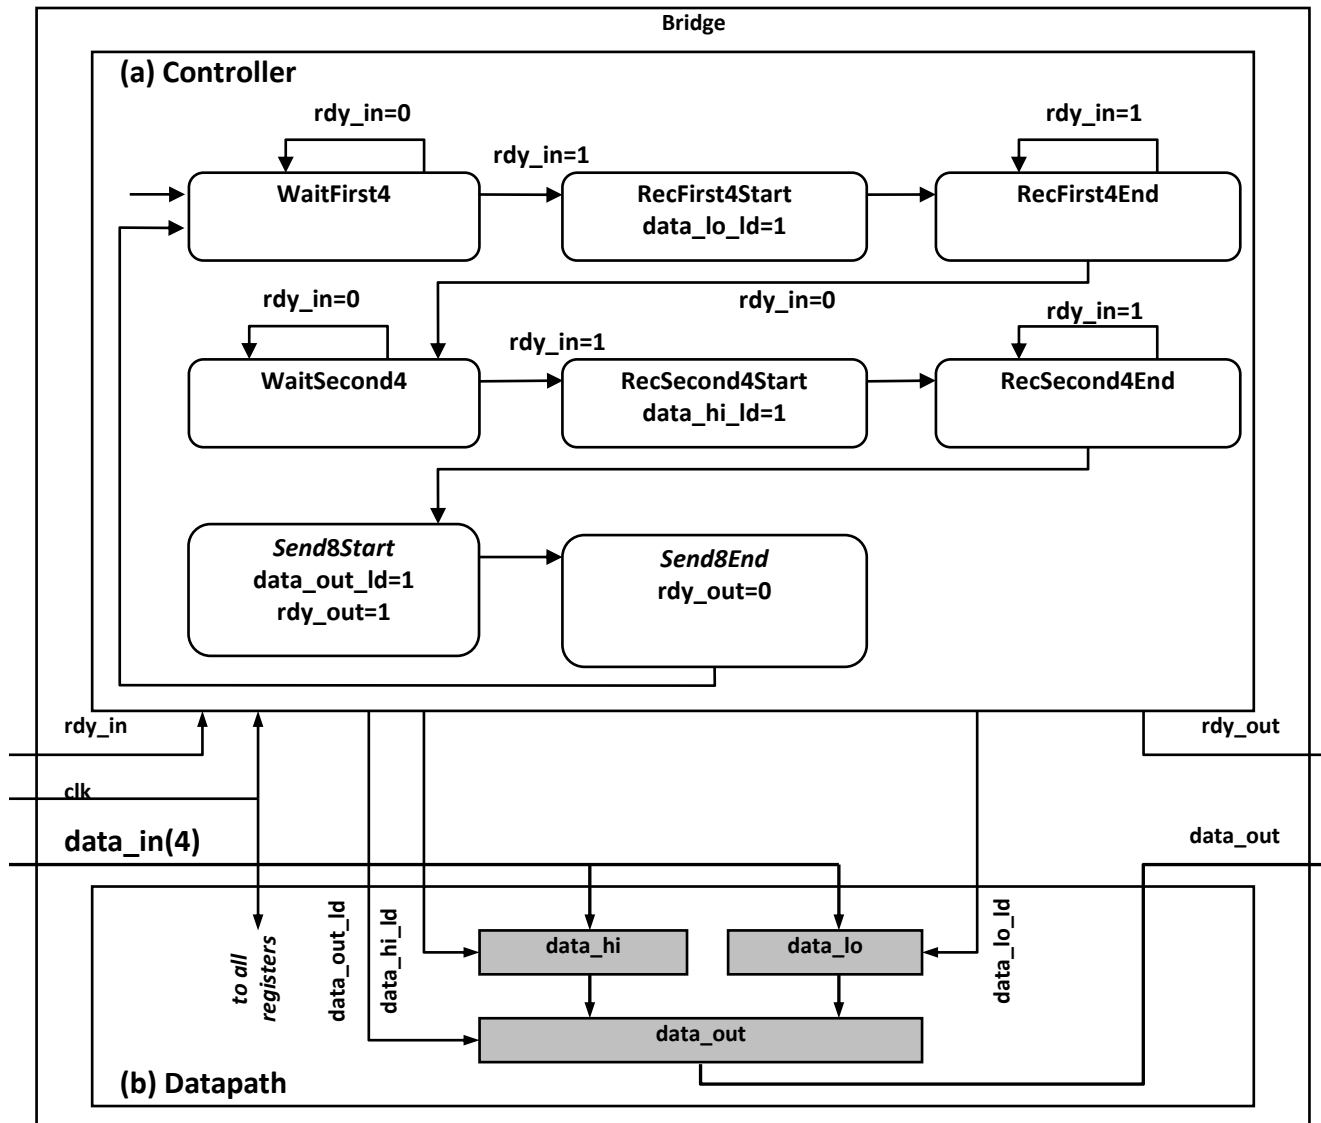 Bridge
(a) Controller
rdy_in=0
rdy_in=1
rdy_in=1
WaitFirst4
RecFirst4Start
data_lo_ld=1
RecFirst4End
rdy_in=0
rdy_in=0
rdy_in=1
rdy_in=1
WaitSecond4
RecSecond4Start
data_hi_ld=1
RecSecond4End
Send8Start
data_out_ld=1
rdy_out=1
Send8End
rdy_out=0
rdy_in
rdy_out
clk
data_in(4)
data_out
to all
registers
data_out_ld
data_hi_ld
data_hi
data_lo
data_lo_ld
data_out
(b) Datapath